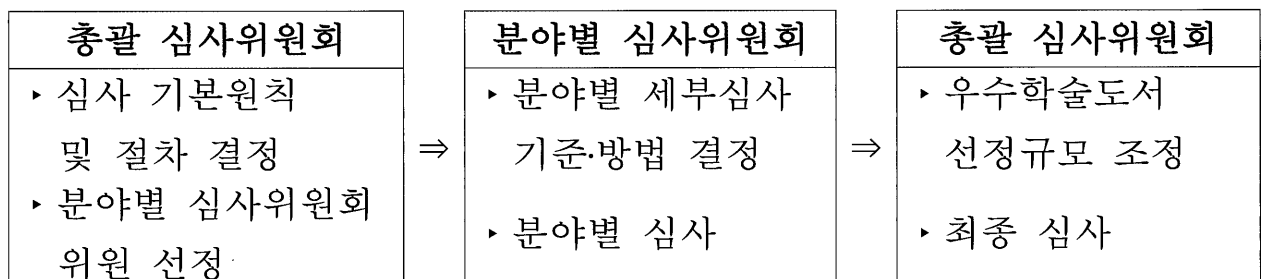 총괄 심사위원회
‣ 심사 기본원칙
및 절차 결정
‣ 분야별 심사위원회
위원 선정
⇒
분야별 심사위원회
‣ 분야별 세부심사
기준·방법 결정
‣ 분야별 심사
⇒
총괄 심사위원회
‣ 우수학술도서
선정규모 조정
‣ 최종 심사